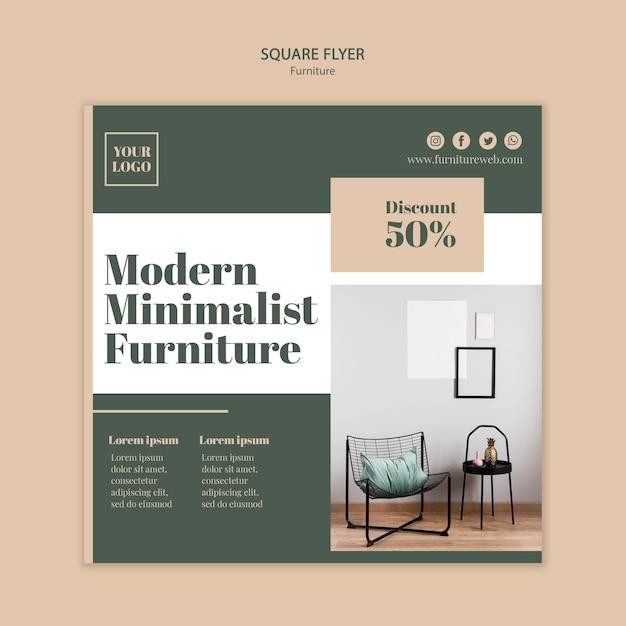 SQUARE FLYER
Furniture
YOUR
LOGO
www.furnitureweb.com
Discount
50%
Modern
Minimalist
Furniture
Lorem ipsum
Lorem ipsum
dolor sit amet,
consectetur
adipiscing elit,
sed do eiusmod
Lorem ipsum
Lorem ipsum
dolor sit amet,
consectetur
adipiscing elit,
sed do eiusmod